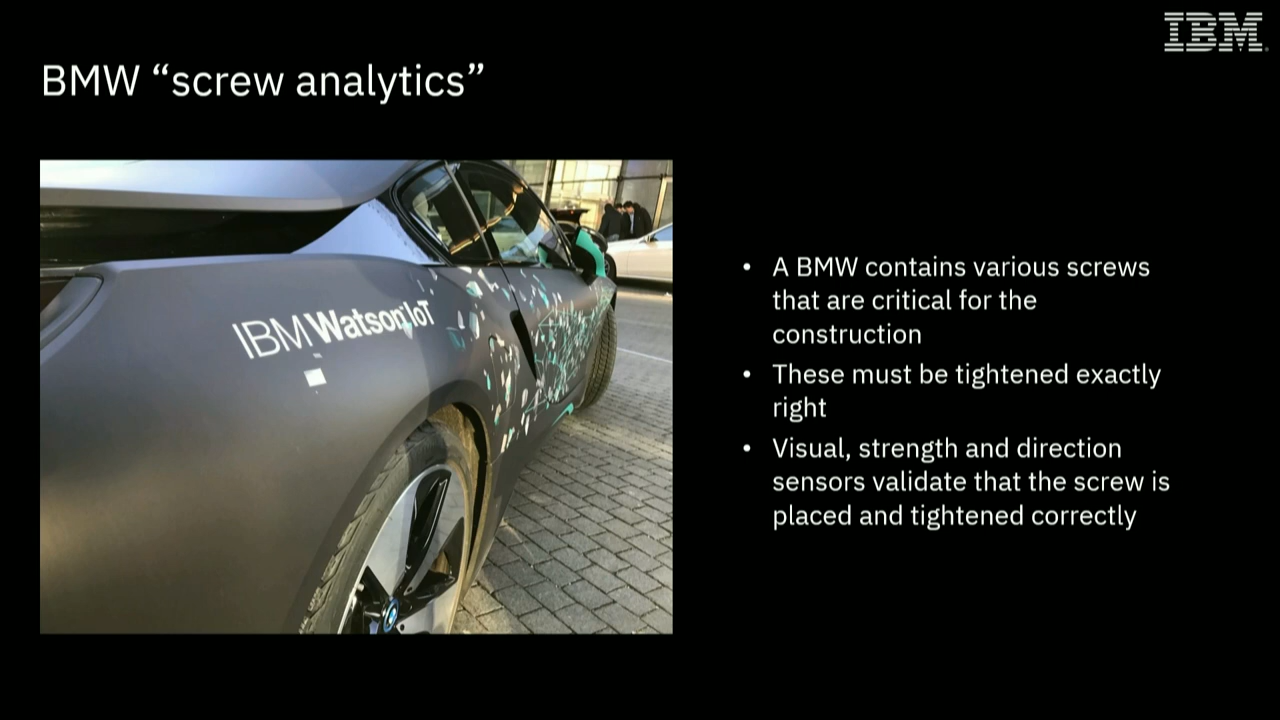 IBM
BMW “screw analytics”
IBM Watson IoT
• A BMW contains various screws
that are critical for the
construction
• These must be tightened exactly
right
• Visual, strength and direction
sensors validate that the screw is
placed and tightened correctly